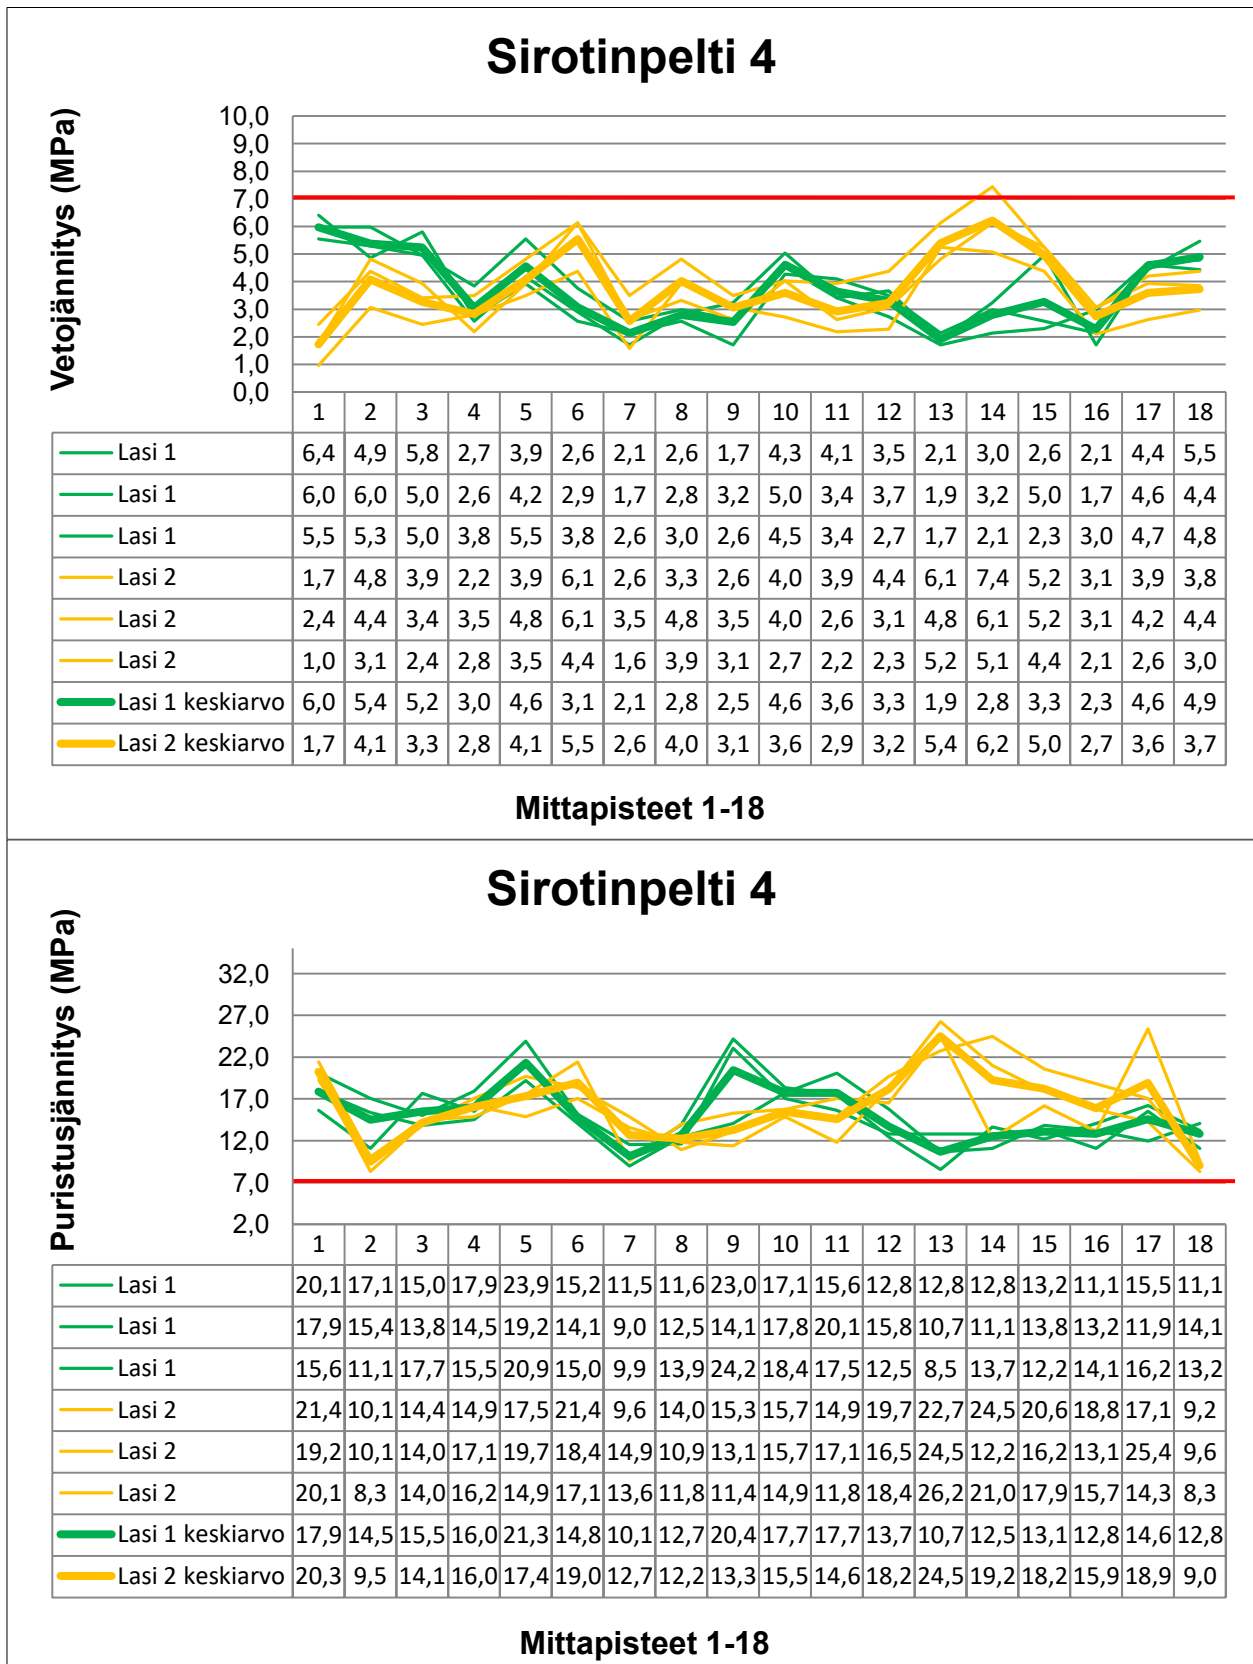 Sirotinpelti 4
Vetojännitys (MPa)
10,0
9,0
8,0
7,0
6,0
5,0
4,0
3,0
2,0
1,0
0,0
1 2 3 4 5 6 7 8 9 10 11 12 13 14 15 16 17 18
Lasi 1 6,4 4,9 5,8 2,7 3,9 2,6 2,1 2,6 1,7 4,3 4,1 3,5 2,1 3,0 2,6 2,1 4,4 5,5
Lasi 1 6,0 6,0 5,0 2,6 4,2 2,9 1,7 2,8 3,2 5,0 3,4 3,7 1,9 3,2 5,0 1,7 4,6 4,4
Lasi 1 5,5 5,3 5,0 3,8 5,5 3,8 2,6 3,0 2,6 4,5 3,4 2,7 1,7 2,1 2,3 3,0 4,7 4,8
Lasi 2 1,7 4,8 3,9 2,2 3,9 6,1 2,6 3,3 2,6 4,0 3,9 4,4 6,1 7,4 5,2 3,1 3,9 3,8
Lasi 2 2,4 4,4 3,4 3,5 4,8 6,1 3,5 4,8 3,5 4,0 2,6 3,1 4,8 6,1 5,2 3,1 4,2 4,4
Lasi 2 1,0 3,1 2,4 2,8 3,5 4,4 1,6 3,9 3,1 2,7 2,2 2,3 5,2 5,1 4,4 2,1 2,6 3,0
Lasi 1 keskiarvo 6,0 5,4 5,2 3,0 4,6 3,1 2,1 2,8 2,5 4,6 3,6 3,3 1,9 2,8 3,3 2,3 4,6 4,9
Lasi 2 keskiarvo 1,7 4,1 3,3 2,8 4,1 5,5 2,6 4,0 3,1 3,6 2,9 3,2 5,4 6,2 5,0 2,7 3,6 3,7
Mittapisteet 1-18
Sirotinpelti 4
Puristusjännitys (MPa)
32,0
27,0
22,0
17,0
12,0
7,0
2,0
1 2 3 4 5 6 7 8 9 10 11 12 13 14 15 16 17 18
Lasi 1 20,1 17,1 15,0 17,9 23,9 15,2 11,5 11,6 23,0 17,1 15,6 12,8 12,8 12,8 13,2 11,1 15,5 11,1
Lasi 1 17,9 15,4 13,8 14,5 19,2 14,1 9,0 12,5 14,1 17,8 20,1 15,8 10,7 11,1 13,8 13,2 11,9 14,1
Lasi 1 15,6 11,1 17,7 15,5 20,9 15,0 9,9 13,9 24,2 18,4 17,5 12,5 8,5 13,7 12,2 14,1 16,2 13,2
Lasi 2 21,4 10,1 14,4 14,9 17,5 21,4 9,6 14,0 15,3 15,7 14,9 19,7 22,7 24,5 20,6 18,8 17,1 9,2
Lasi 2 19,2 10,1 14,0 17,1 19,7 18,4 14,9 10,9 13,1 15,7 17,1 16,5 24,5 12,2 16,2 13,1 25,4 9,6
Lasi 2 20,1 8,3 14,0 16,2 14,9 17,1 13,6 11,8 11,4 14,9 11,8 18,4 26,2 21,0 17,9 15,7 14,3 8,3
Lasi 1 keskiarvo 17,9 14,5 15,5 16,0 21,3 14,8 10,1 12,7 20,4 17,7 17,7 13,7 10,7 12,5 13,1 12,8 14,6 12,8
Lasi 2 keskiarvo 20,3 9,5 14,1 16,0 17,4 19,0 12,7 12,2 13,3 15,5 14,6 18,2 24,5 19,2 18,2 15,9 18,9 9,0
Mittapisteet 1-18